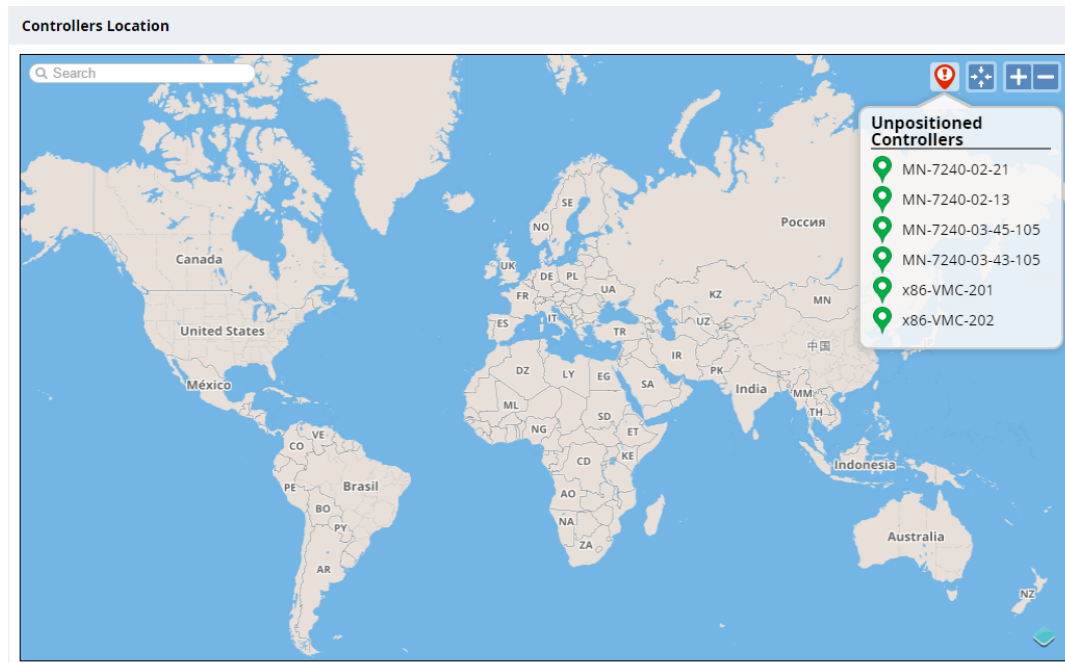 Controllers Location
Search
Unpositioned
Controllers
MN-7240-02-21
MN-7240-02-13
MN-7240-03-45-105
MN-7240-03-43-105
x86-VMC-201
x86-VMC-202
SE
NO
Россия
Canada
UK
DE
PL
UA
FR
KZ
MN
ES
IT
TR
UZ
United States
中国
IR
PK
México
DZ
LY
EG
SA
India
MM
ML
SD
TH
NG
ET
VE
CO
KE
CD
Indonesia
PE
Brasil
AO
BO
NA
PY
ZA
Australia
AR
NZ